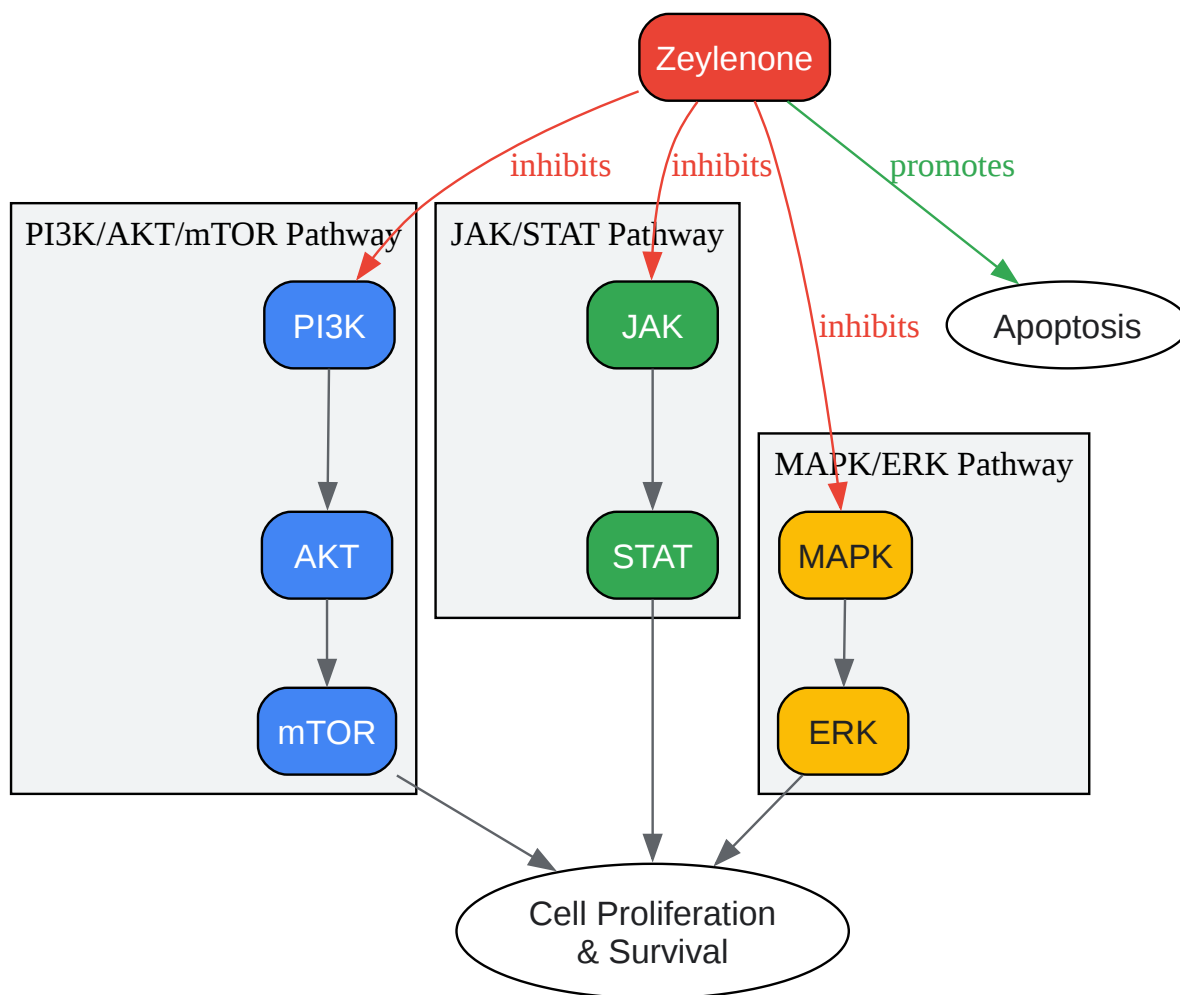 Zeylenone
inhibits
inhibits
promotes
PI3K/AKT/mTOR Pathway
JAK/STAT Pathway
PI3K
JAK
inhibits
Apoptosis
MAPK/ERK Pathway
AKT
STAT
MAPK
mTOR
ERK
Cell Proliferation
& Survival